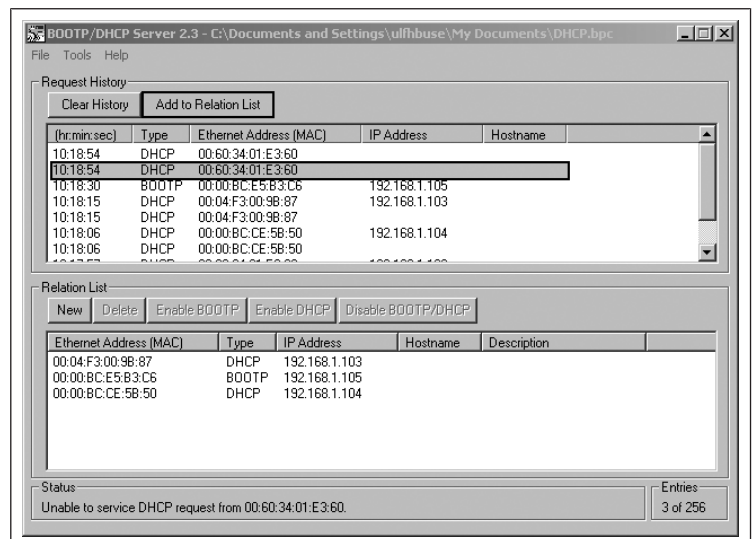 BOOTP/DHCP Server 2.3 - C:\Documents and Settings\ulfhbuse\My Documents\DHCP.bpc
File Tools Help
Request History
Clear History Add to Relation List
(hr:min:sec) Type Ethernet Address (MAC) IP Address Hostname
10:18:54 DHCP 00:60:34:01:E3:60
10:18:54 DHCP 00:60:34:01:E3:60
10:18:30 BOOTP 00:00:BC:E5:B3:C6 192.168.1.105
10:18:15 DHCP 00:04:F3:00:9B:87 192.168.1.103
10:18:15 DHCP 00:04:F3:00:9B:87
10:18:06 DHCP 00:00:BC:CE:5B:50 192.168.1.104
10:18:06 DHCP 00:00:BC:CE:5B:50
Relation List
New Delete Enable BOOTP Enable DHCP Disable BOOTP/DHCP
Ethernet Address (MAC) Type IP Address Hostname Description
00:04:F3:00:9B:87 DHCP 192.168.1.103
00:00:BC:E5:B3:C6 BOOTP 192.168.1.105
00:00:BC:CE:5B:50 DHCP 192.168.1.104
Status
Unable to service DHCP request from 00:60:34:01:E3:60.
Entries
3 of 256